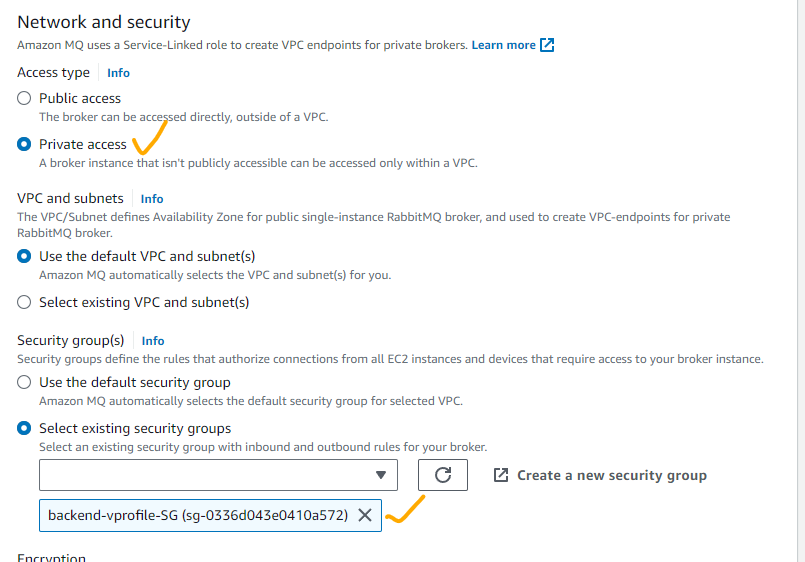 Network and security
Amazon MQ uses a Service-Linked role to create VPC endpoints for private brokers. Learn more
Access type Info
Public access
The broker can be accessed directly, outside of a VPC.
Private access
A broker instance that isn't publicly accessible can be accessed only within a VPC.
VPC and subnets Info
The VPC/Subnet defines Availability Zone for public single-instance RabbitMQ broker, and used to create VPC-endpoints for private
RabbitMQ broker.
Use the default VPC and subnet(s)
Amazon MQ automatically selects the VPC and subnet(s) for you.
Select existing VPC and subnet(s)
Security group(s) Info
Security groups define the rules that authorize connections from all EC2 instances and devices that require access to your broker instance.
Use the default security group
Amazon MQ automatically selects the default security group for selected VPC.
Select existing security groups
Select an existing security group with inbound and outbound rules for your broker.
Create a new security group
backend-vprofile-SG (sg-0336d043e0410a572)
Encryption